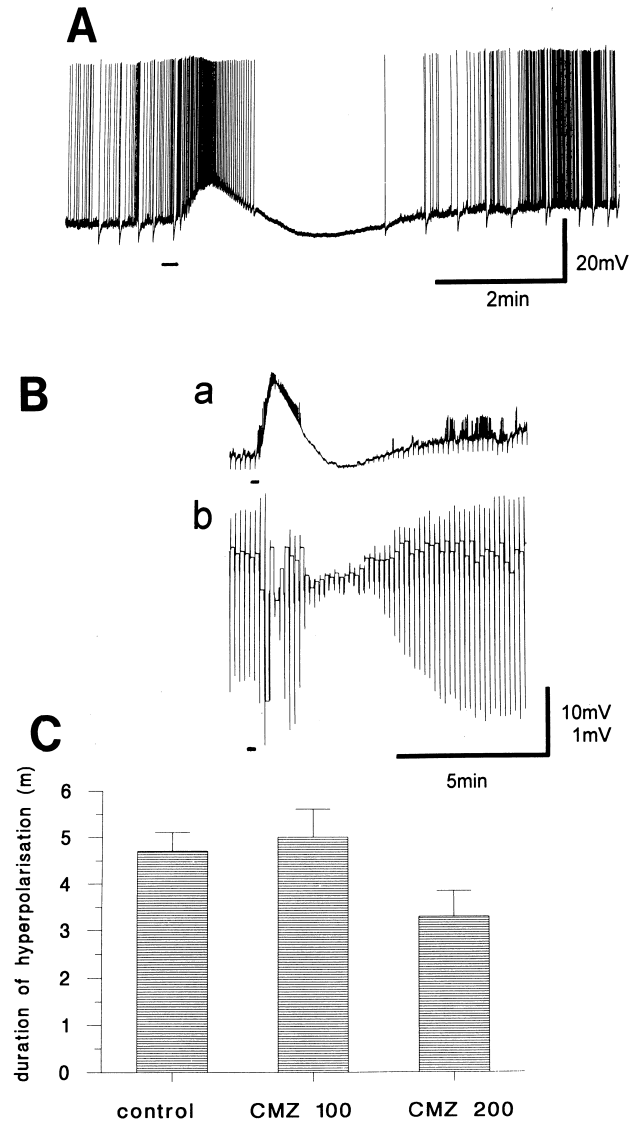 A
20mV
2min
B
a
b
10mV
1mV
5min
C
duration of hyperpolarisation (m)
6
5
4
3
2
1
0
control CMZ 100 CMZ 200